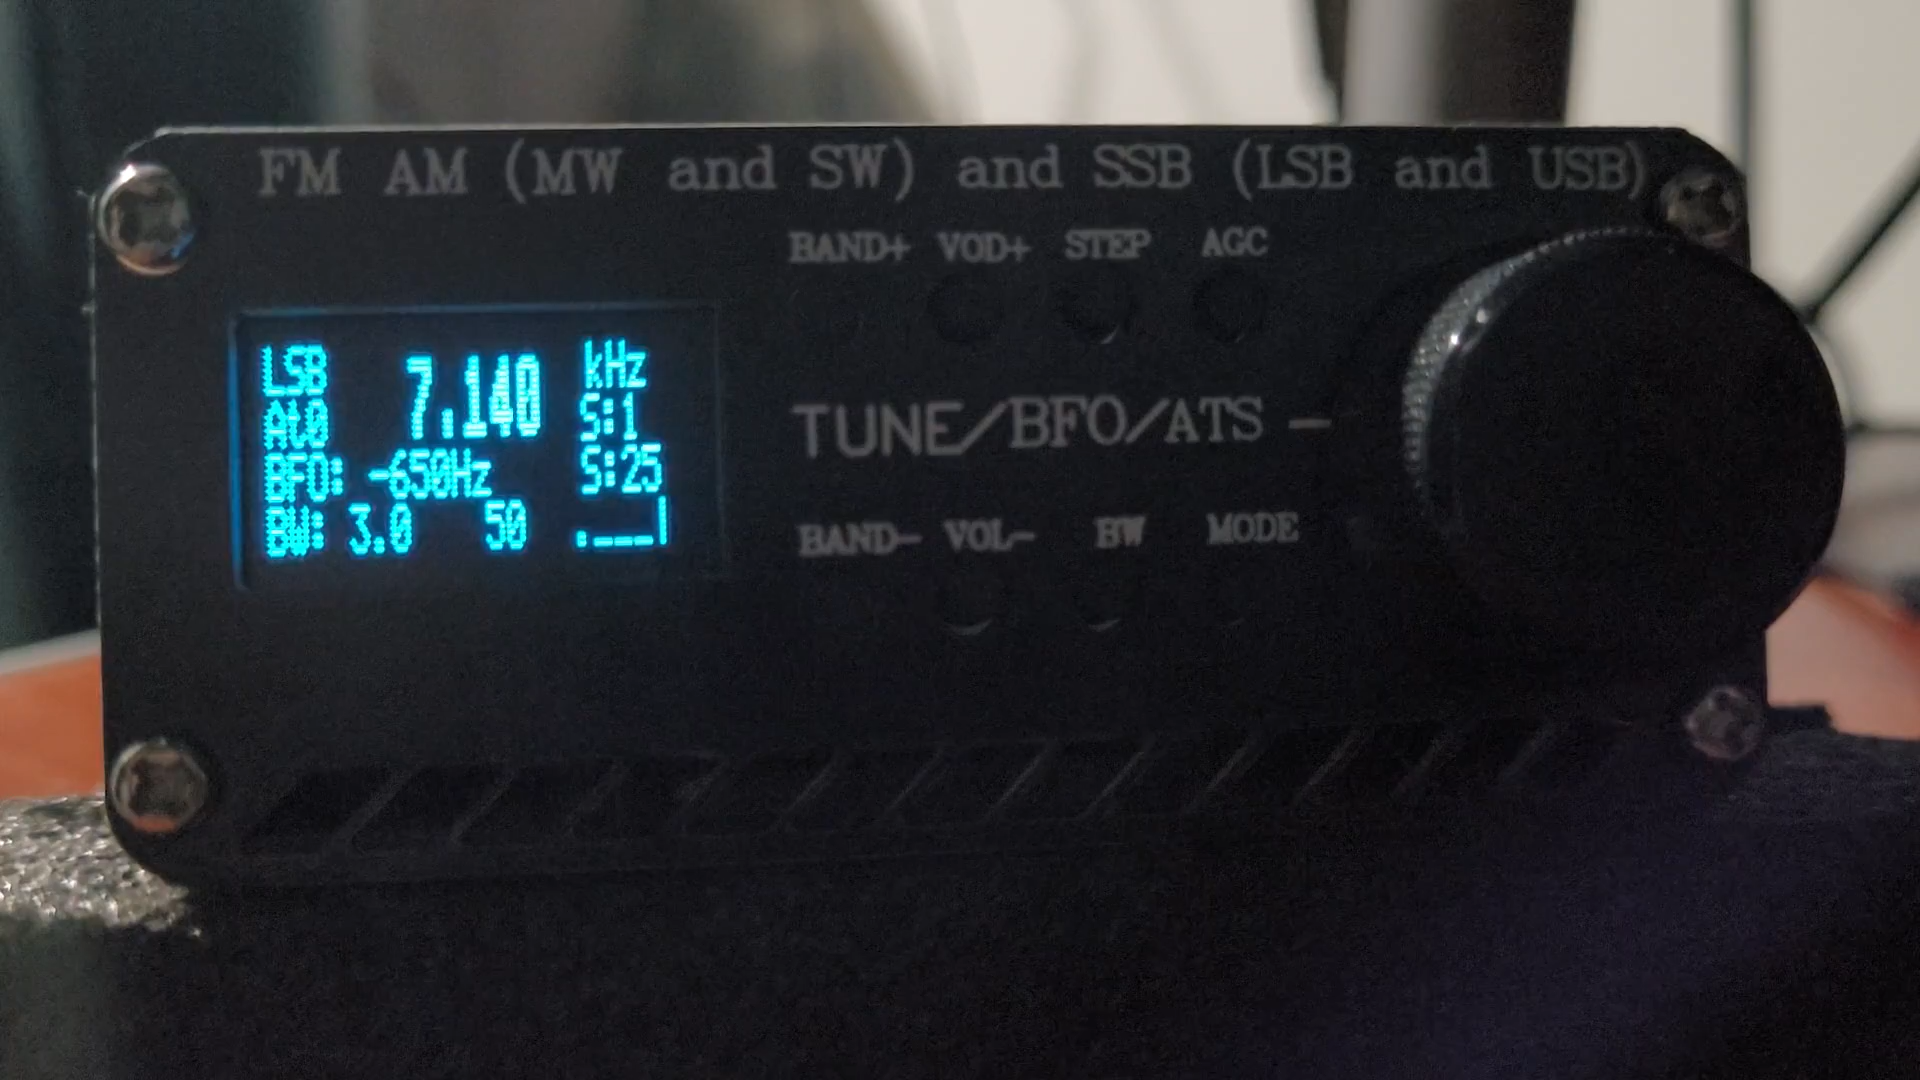 FM AM (MW and SW) and SSB (LSB and USB)
BAND+ VOD+ STEP AGC
LSB 7.140 kHz
At0 S:1
BFO: -650Hz S:25
BW: 3.0 50
TUNE/BFO/ATS -
BAND- VOL- BW MODE